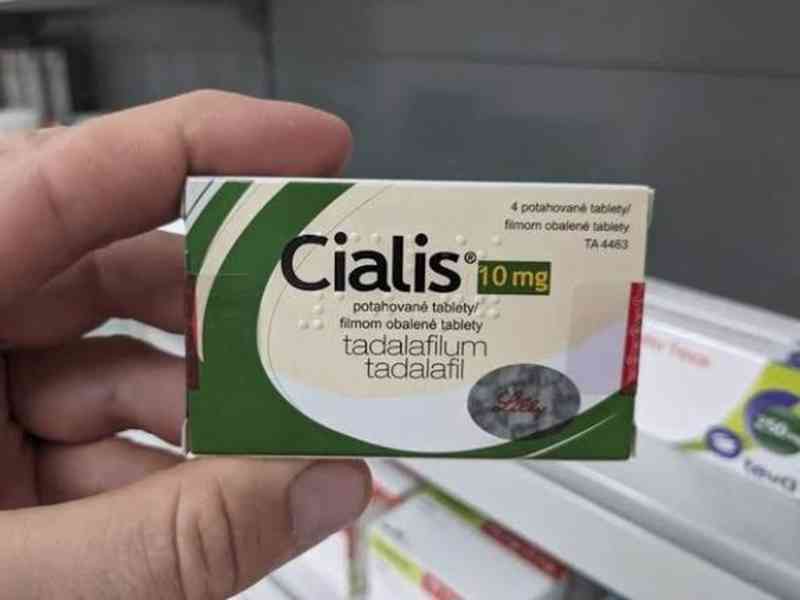 4 potahované tablety/
filmom obalené tablety
TA 4463
Cialis® 10 mg
potahované tablety/
filmom obalené tablety
tadalafilum
tadalafil
Lilly
teva